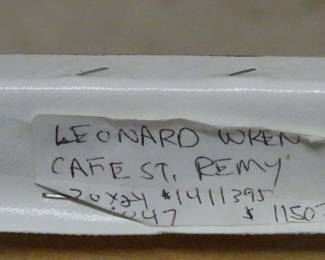 LEONARD WREN
CAFE ST. REMY
20x24 #1411395
047 $ 1150